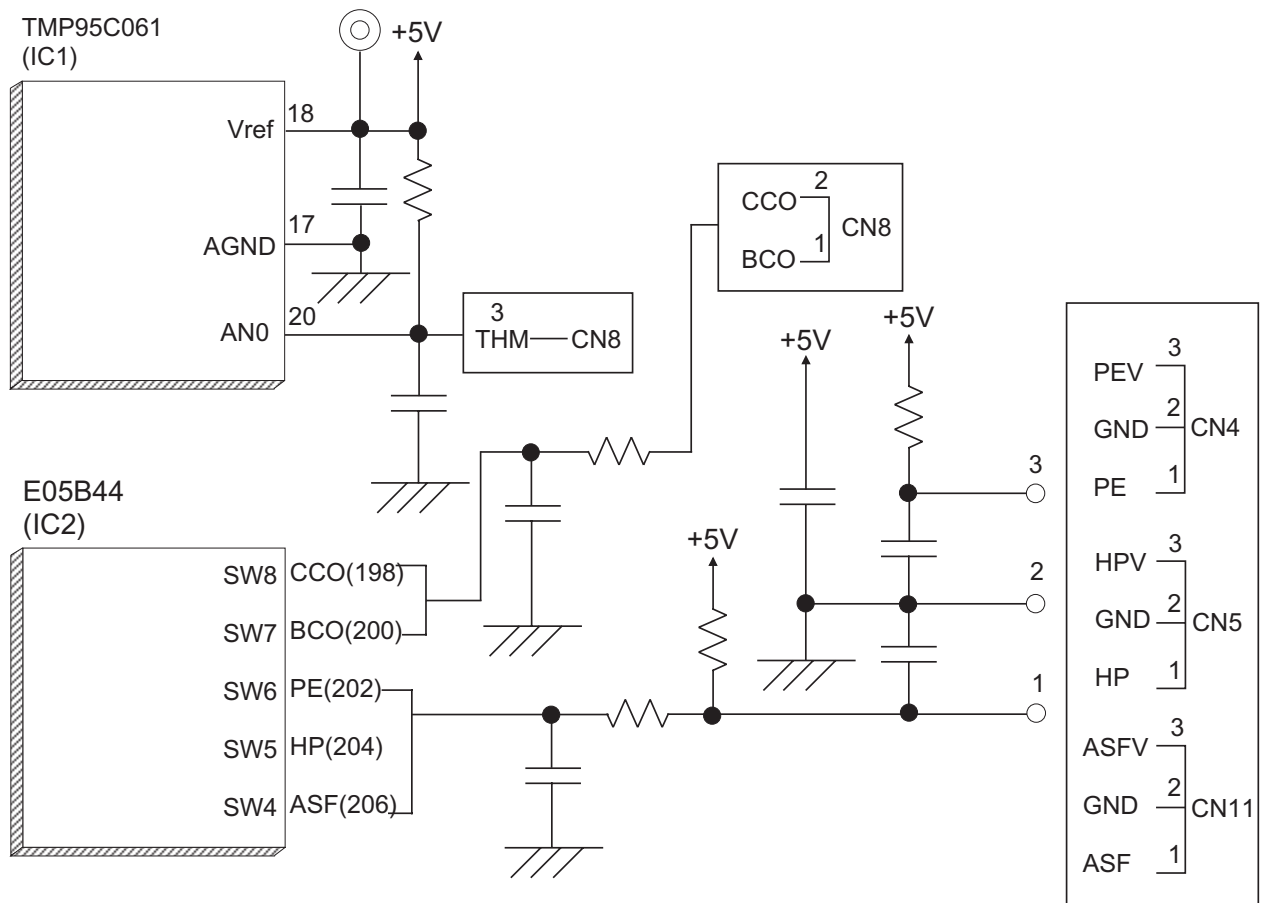 TMP95C061
(IC1)
+5V
Vref
18
AGND
17
AN0
20
3
THM
CN8
CCO
2
BCO
1
CN8
+5V
+5V
+5V
3
2
1
E05B44
(IC2)
SW8 CCO(198)
SW7 BCO(200)
SW6 PE(202)
SW5 HP(204)
SW4 ASF(206)
PEV 3
GND 2 CN4
PE 1
HPV 3
GND 2 CN5
HP 1
ASFV 3
GND 2 CN11
ASF 1